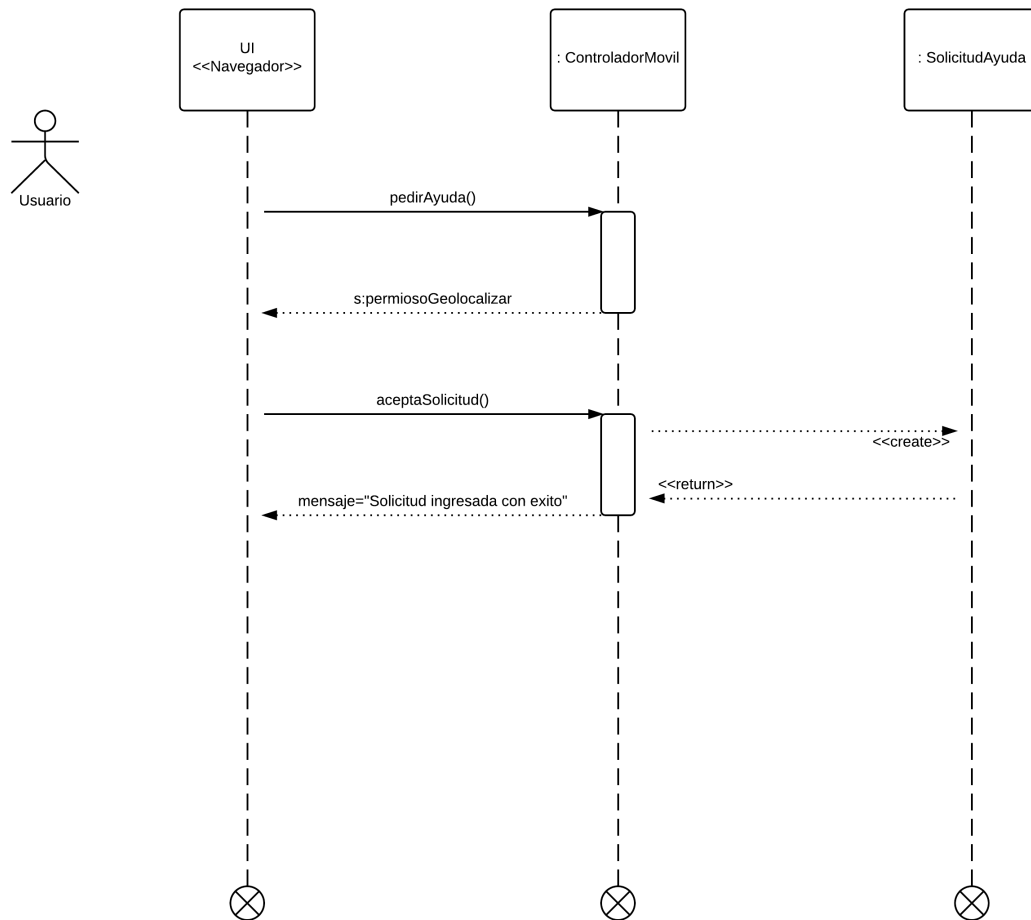 UI
<<Navegador>>
: ControladorMovil
: SolicitudAyuda
Usuario
pedirAyuda()
s:permiosoGeolocalizar
aceptaSolicitud()
<<create>>
<<return>>
mensaje="Solicitud ingresada con exito"